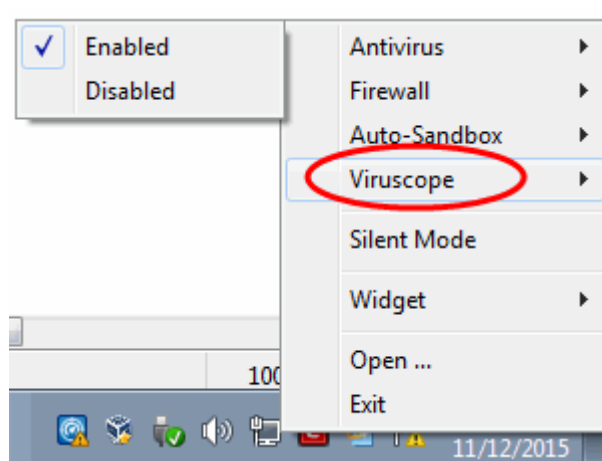 Enabled
Disabled
Antivirus
Firewall
Auto-Sandbox
Viruscope
Silent Mode
Widget
Open ...
Exit
100
11/12/2015